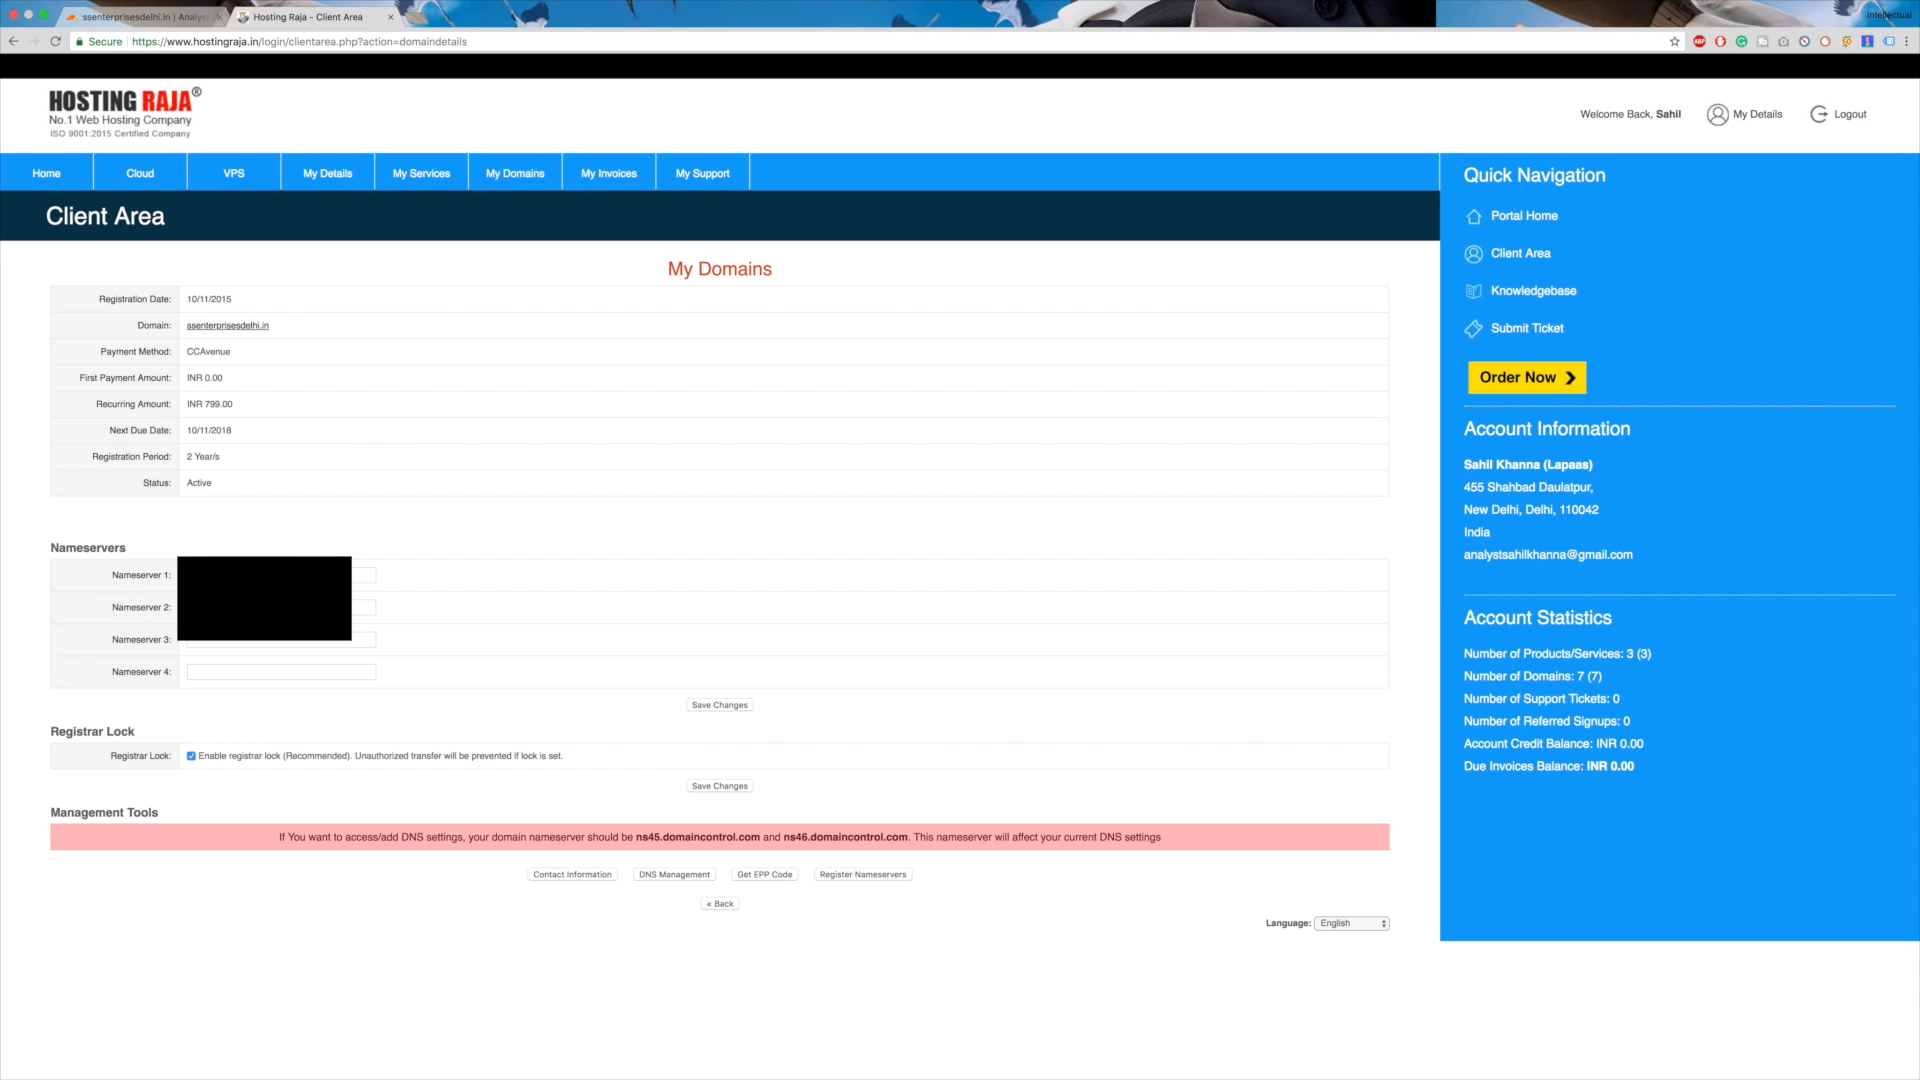 ssenterprisesdelhi.in | Analyst
Hosting Raja - Client Area
Intellectual
Secure
https://www.hostingraja.in/login/clientarea.php?action=domaindetails
ABP
HOSTING RAJA®
No.1 Web Hosting Company
ISO 9001:2015 Certified Company
Welcome Back, Sahil
My Details
Logout
Home
Cloud
VPS
My Details
My Services
My Domains
My Invoices
My Support
Client Area
My Domains
Registration Date: 10/11/2015
Domain: ssenterprisesdelhi.in
Payment Method: CCAvenue
First Payment Amount: INR 0.00
Recurring Amount: INR 799.00
Next Due Date: 10/11/2018
Registration Period: 2 Year/s
Status: Active
Nameservers
Nameserver 1:
Nameserver 2:
Nameserver 3:
Nameserver 4:
Save Changes
Registrar Lock
Registrar Lock: Enable registrar lock (Recommended). Unauthorized transfer will be prevented if lock is set.
Save Changes
Management Tools
If You want to access/add DNS settings, your domain nameserver should be ns45.domaincontrol.com and ns46.domaincontrol.com. This nameserver will affect your current DNS settings
Contact Information
DNS Management
Get EPP Code
Register Nameservers
« Back
Language: English
Quick Navigation
Portal Home
Client Area
Knowledgebase
Submit Ticket
Order Now
Account Information
Sahil Khanna (Lapaas)
455 Shahbad Daulatpur,
New Delhi, Delhi, 110042
India
analystsahilkhanna@gmail.com
Account Statistics
Number of Products/Services: 3 (3)
Number of Domains: 7 (7)
Number of Support Tickets: 0
Number of Referred Signups: 0
Account Credit Balance: INR 0.00
Due Invoices Balance: INR 0.00